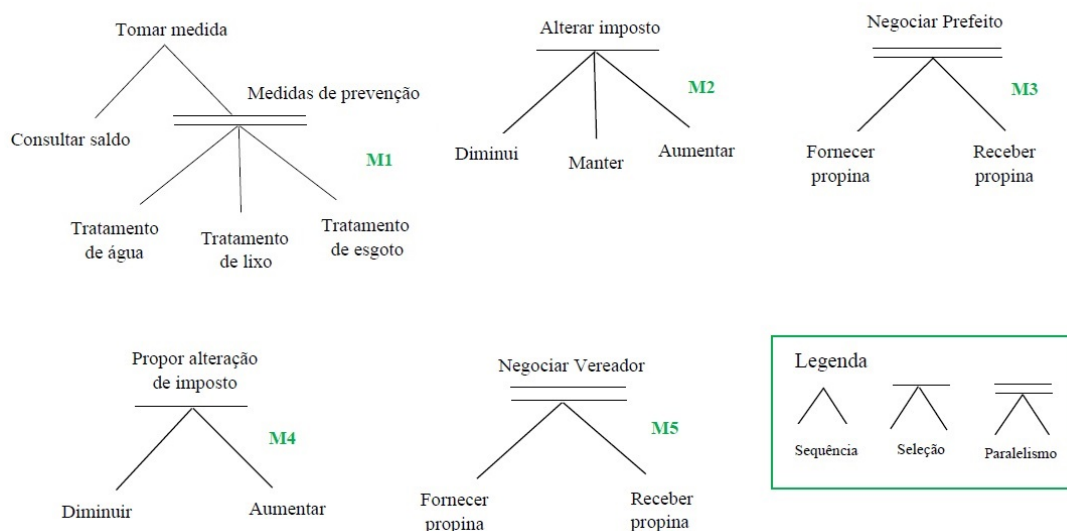 Tomar medida
Consultar saldo
Medidas de prevenção
M1
Tratamento
de água
Tratamento
de lixo
Tratamento
de esgoto
Alterar imposto
M2
Diminui
Manter
Aumentar
Negociar Prefeito
M3
Fornecer
propina
Receber
propina
Propor alteração
de imposto
M4
Diminuir
Aumentar
Negociar Vereador
M5
Fornecer
propina
Receber
propina
Legenda
Sequência
Seleção
Paralelismo